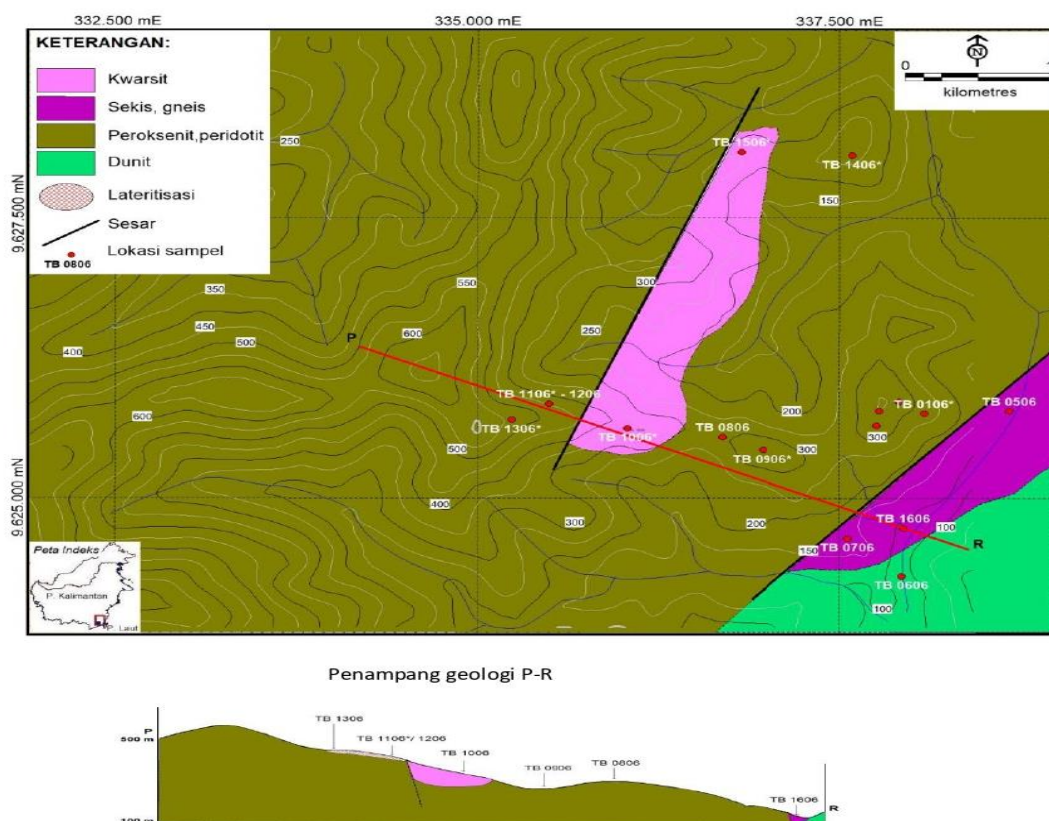 332.500 mE
335.000 mE
337.500 mE
KETERANGAN:
Kwarsit
Sekis, gneis
Peroksenit,peridotit
Dunit
Lateritisasi
Sesar
TB 0806
Lokasi sampel
N
0
1
kilometres
9.627.500 mN
9.625.000 mN
250
TB 1506*
TB 1406*
150
350
450
500
400
550
300
250
P
600
TB 1106* - 1206
TB 1306*
600
500
TB 1006*
TB 0806
200
TB 0106*
TB 0506
300
TB 0906*
300
400
300
200
TB 1606
100
150
TB 0706
R
TB 0606
100
Peta Indeks
P. Kalimantan
P. Laut
Penampang geologi P-R
P
500 m
TB 1306
TB 1106*/ 1206
TB 1006
TB 0906
TB 0806
TB 1606
R